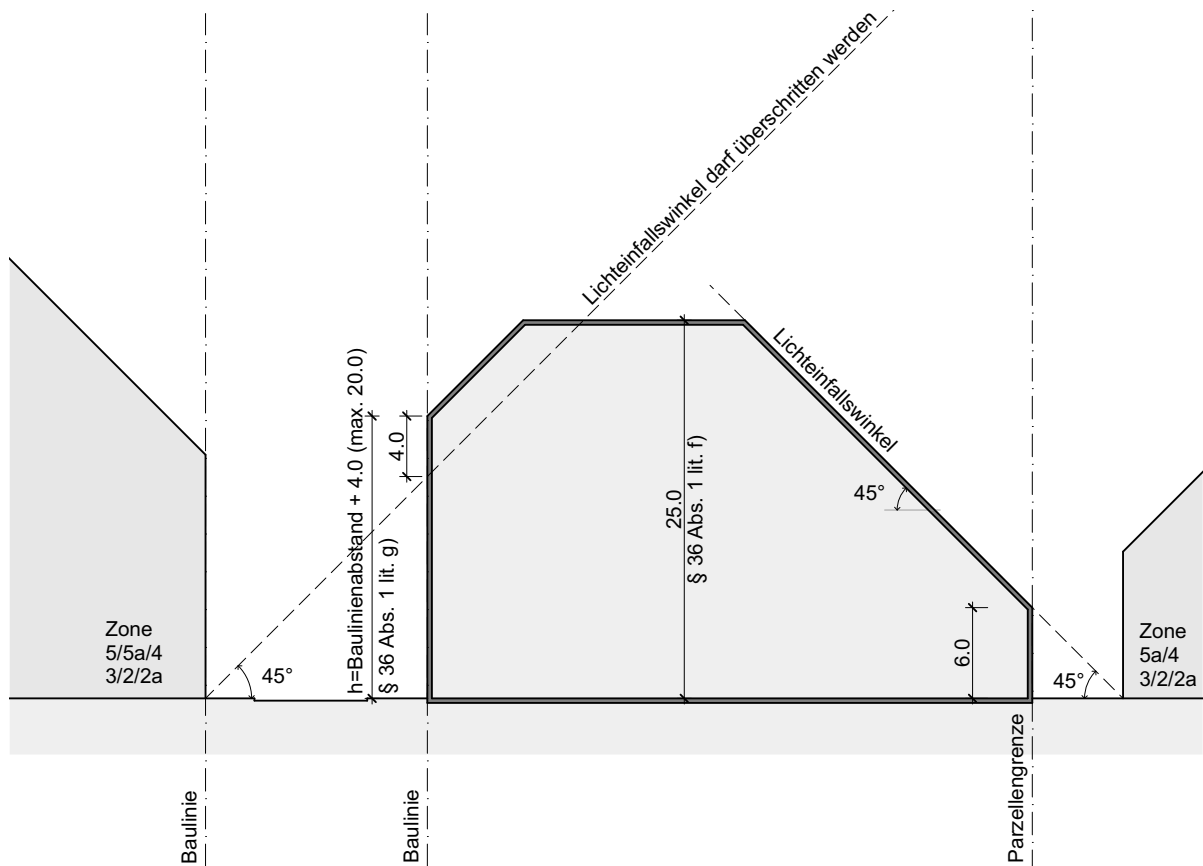 Lichteinfallswinkel darf überschritten werden
Lichteinfallswinkel
h=Baulinienabstand + 4.0 (max. 20.0)
§ 36 Abs. 1 lit. g)
4.0
25.0
§ 36 Abs. 1 lit. f)
45°
6.0
Zone
5/5a/4
3/2/2a
45°
45°
Zone
5a/4
3/2/2a
Baulinie
Baulinie
Parzellengrenze